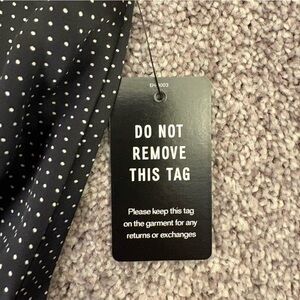 DO NOT
REMOVE
THIS TAG
Please keep this tag
on the garment for any
returns or exchanges